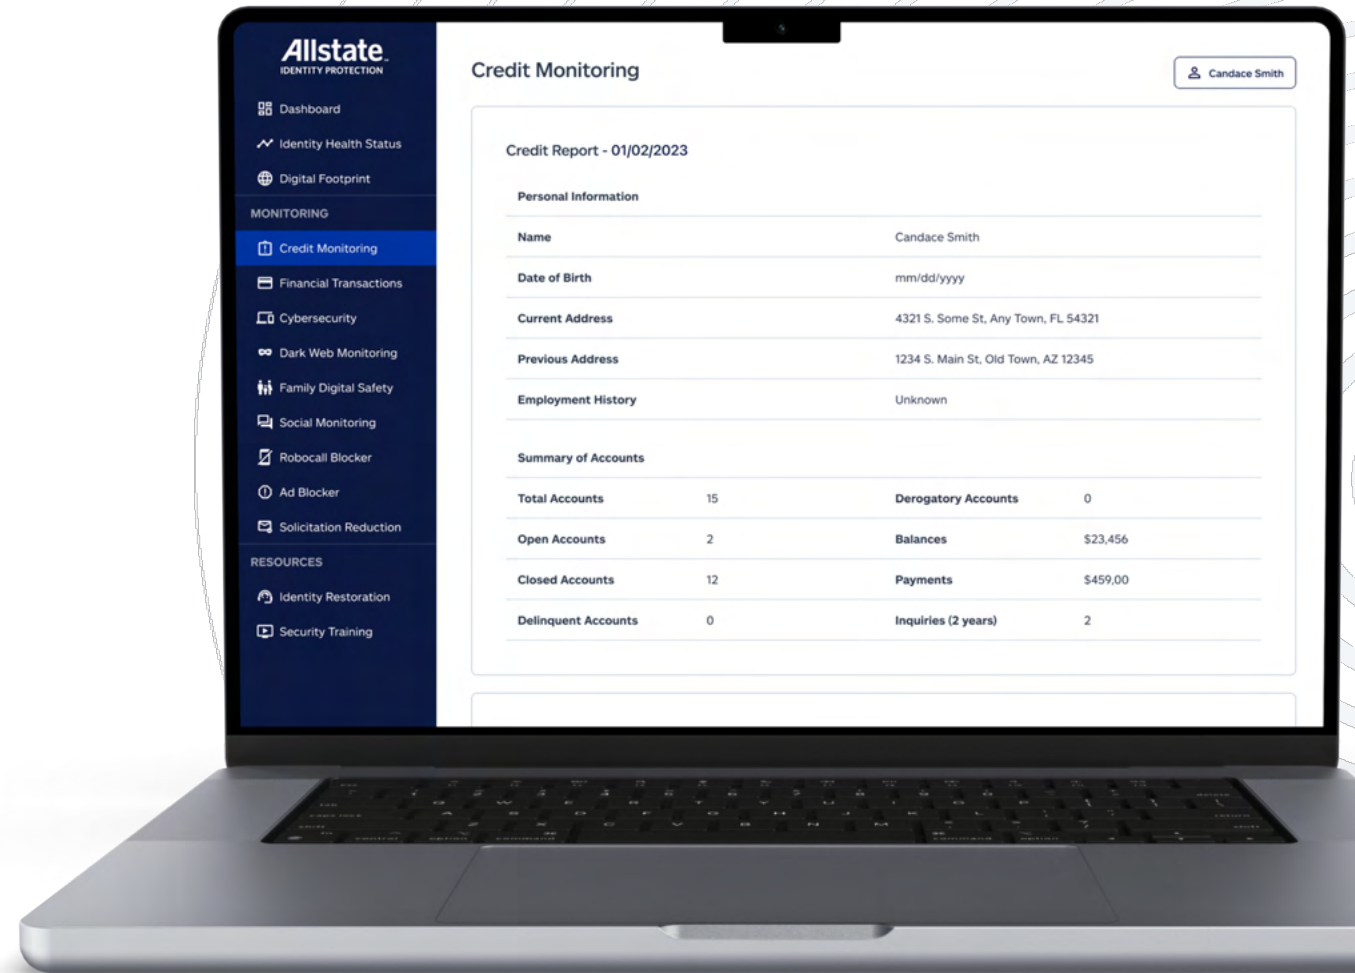 Allstate
IDENTITY PROTECTION
Dashboard
Identity Health Status
Digital Footprint
MONITORING
Credit Monitoring
Financial Transactions
Cybersecurity
Dark Web Monitoring
Family Digital Safety
Social Monitoring
Robocall Blocker
Ad Blocker
Solicitation Reduction
RESOURCES
Identity Restoration
Security Training
Credit Monitoring
Candace Smith
Credit Report - 01/02/2023
Personal Information
Name Candace Smith
Date of Birth mm/dd/yyyy
Current Address 4321 S. Some St, Any Town, FL 54321
Previous Address 1234 S. Main St, Old Town, AZ 12345
Employment History Unknown
Summary of Accounts
Total Accounts 15 Derogatory Accounts 0
Open Accounts 2 Balances $23,456
Closed Accounts 12 Payments $459,00
Delinquent Accounts 0 Inquiries (2 years) 2